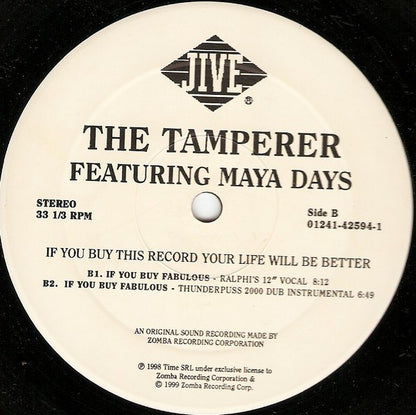 JIVE
®
THE TAMPERER
FEATURING MAYA DAYS
STEREO
33 1/3 RPM
Side B
01241-42594-1
IF YOU BUY THIS RECORD YOUR LIFE WILL BE BETTER
B1. IF YOU BUY FABULOUS - RALPHI'S 12" VOCAL 8:12
B2. IF YOU BUY FABULOUS - THUNDERPUSS 2000 DUB INSTRUMENTAL 6:49
AN ORIGINAL SOUND RECORDING MADE BY
ZOMBA RECORDING CORPORATION
℗ 1998 Time SRL under exclusive license to
Zomba Recording Corporation &
© 1999 Zomba Recording Corp.